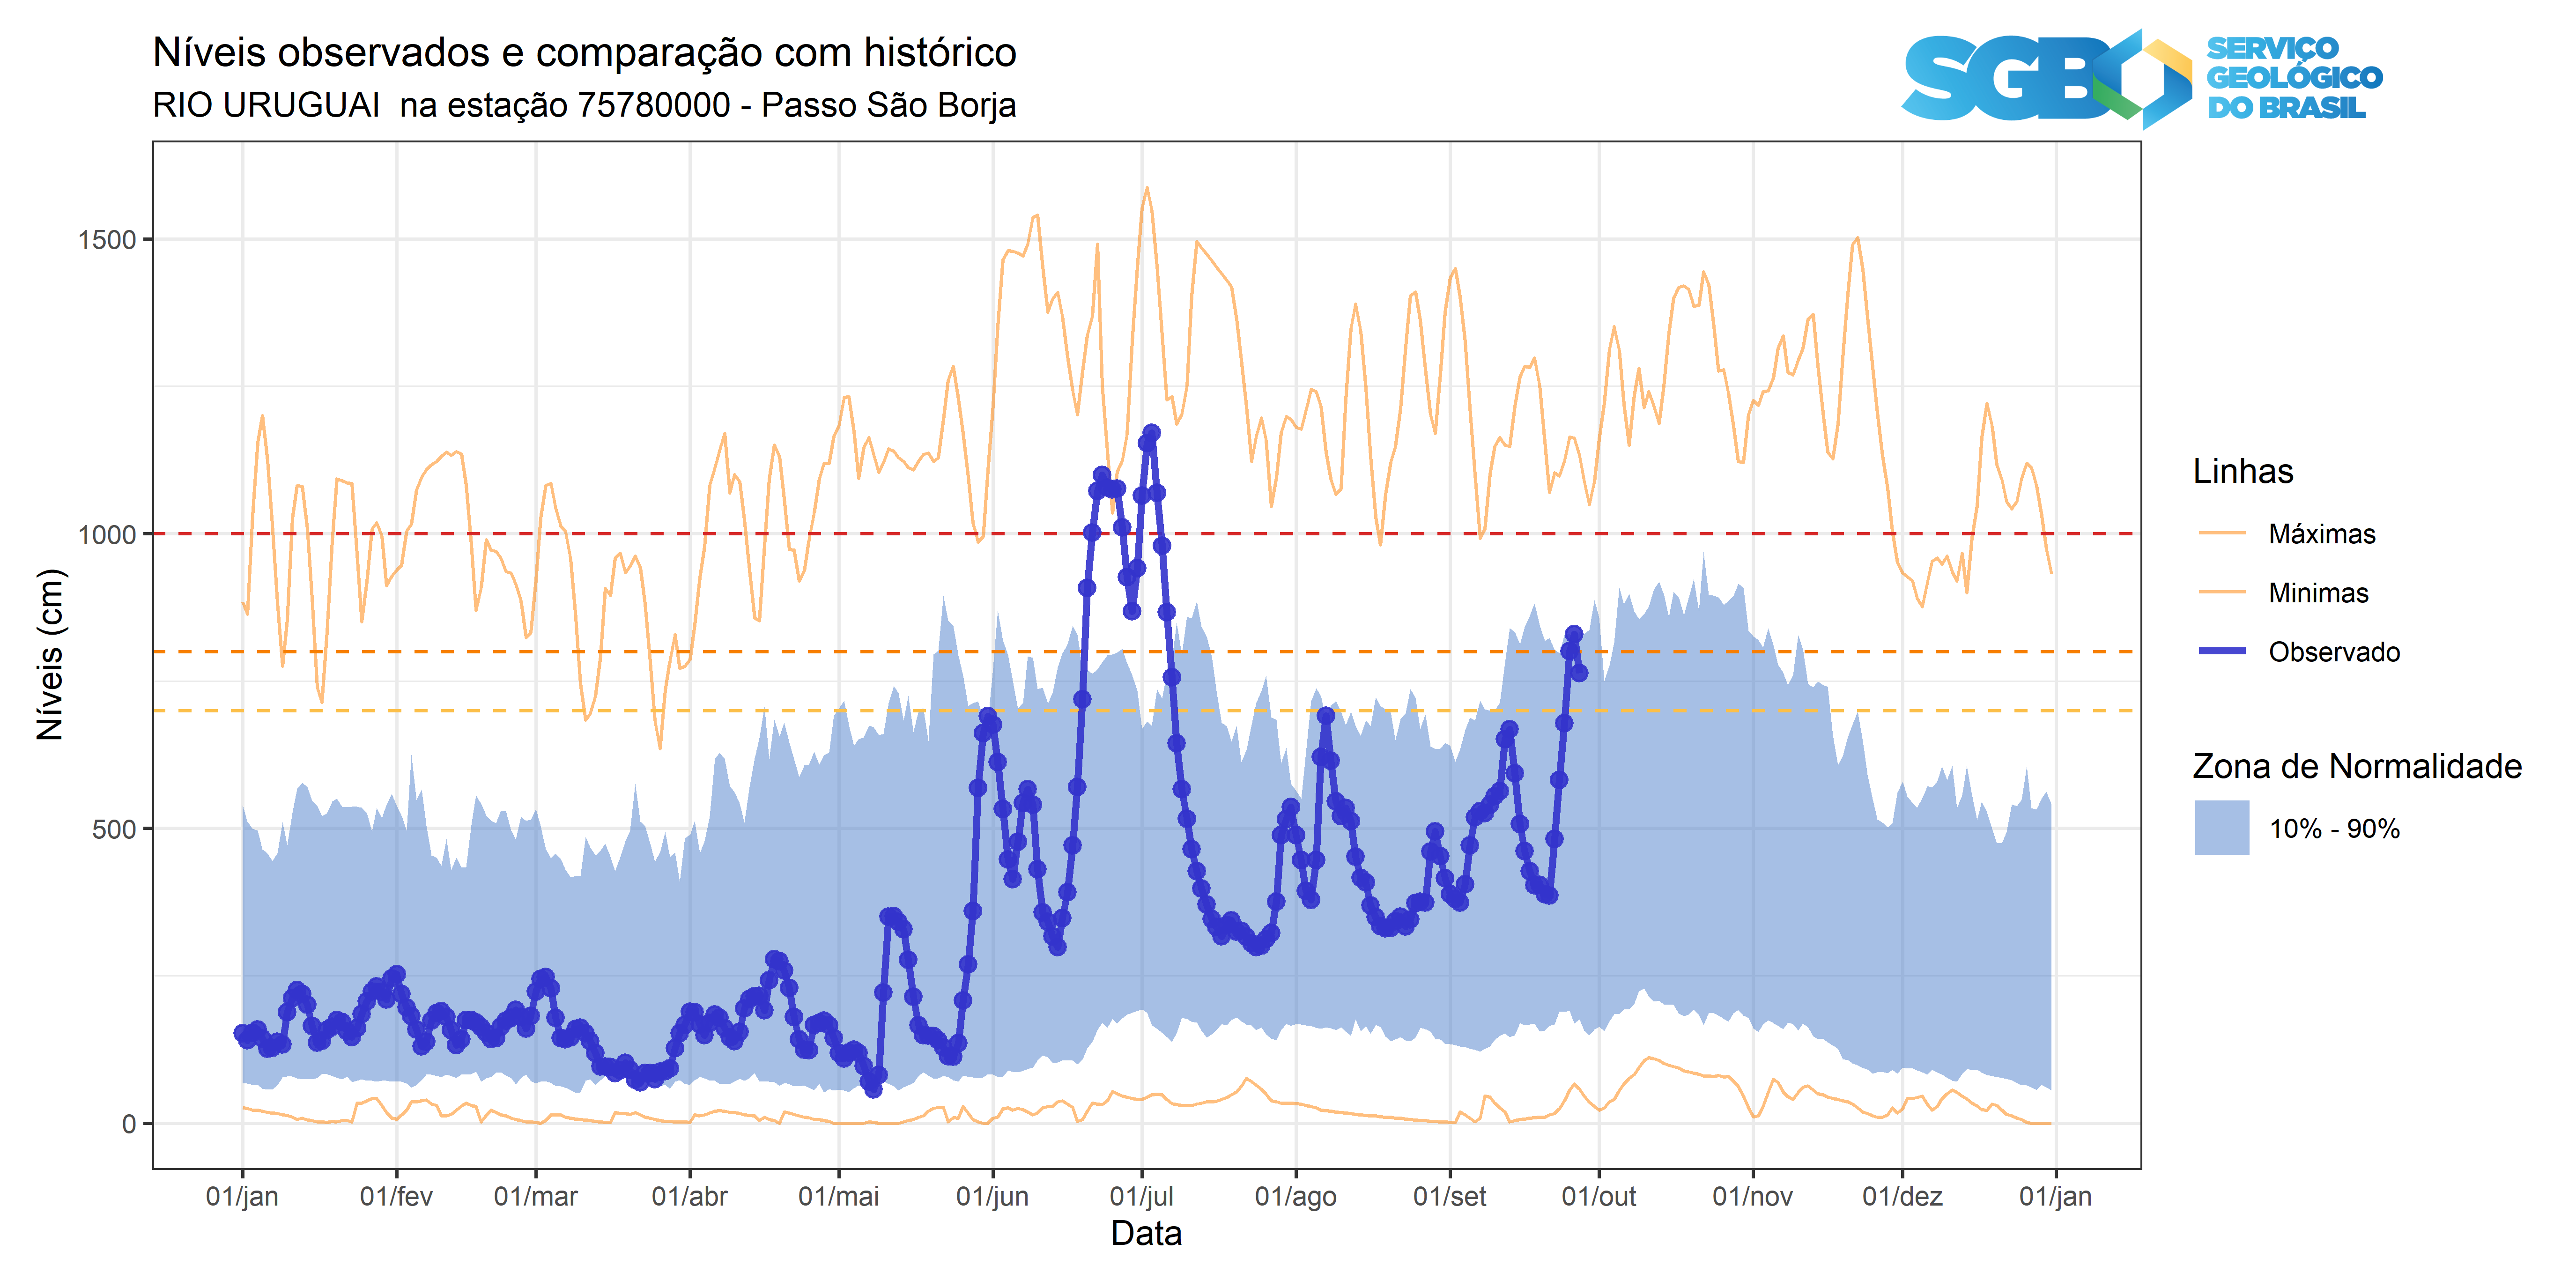 Níveis observados e comparação com histórico
RIO URUGUAI  na estação 75780000 - Passo São Borja
SGB
SERVIÇO
GEOLÓGICO
DO BRASIL
Níveis (cm)
1500
1000
500
0
01/jan 01/fev 01/mar 01/abr 01/mai 01/jun 01/jul 01/ago 01/set 01/out 01/nov 01/dez 01/jan
Data
Linhas
Máximas
Minimas
Observado
Zona de Normalidade
10% - 90%